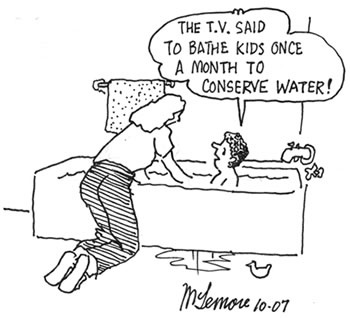 THE T.V. SAID
TO BATHE KIDS ONCE
A MONTH TO
CONSERVE WATER!
McLemore 10-07